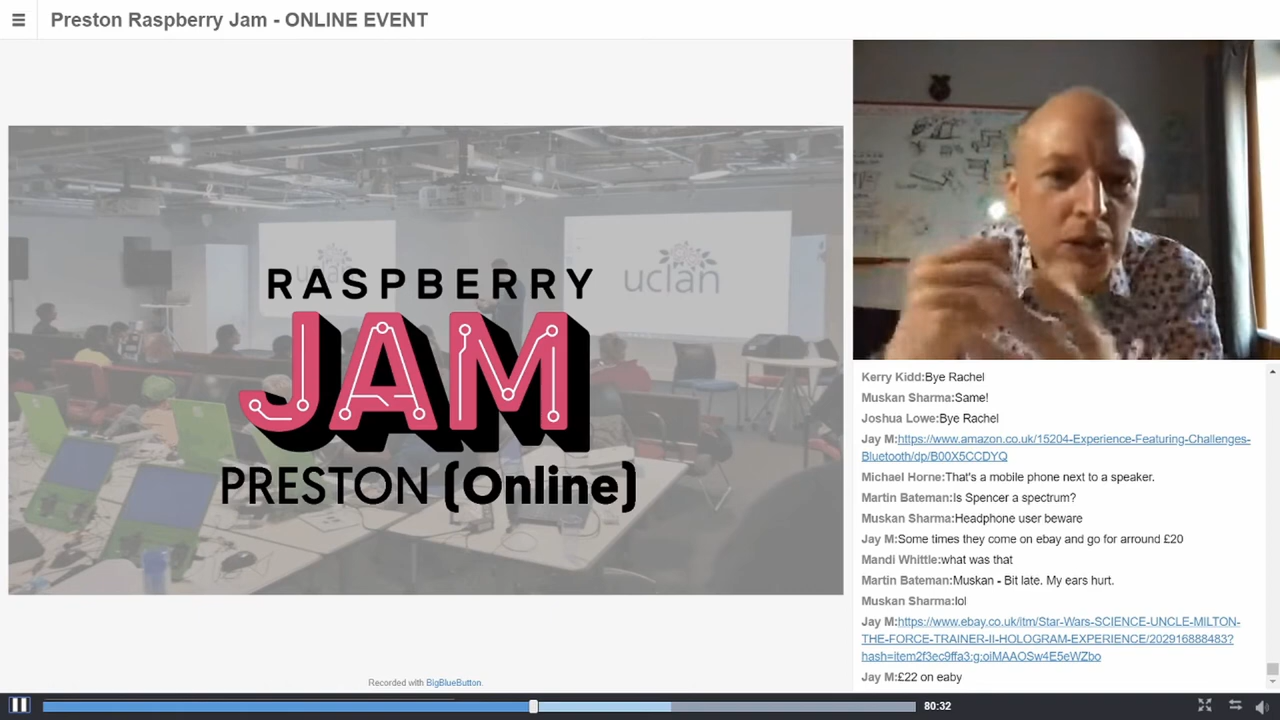 Preston Raspberry Jam - ONLINE EVENT
uclan
uclan
RASPBERRY
JAM
PRESTON (Online)
Recorded with BigBlueButton.
Kerry Kidd:Bye Rachel
Muskan Sharma:Same!
Joshua Lowe:Bye Rachel
Jay M:https://www.amazon.co.uk/15204-Experience-Featuring-Challenges-
Bluetooth/dp/B00X5CCDYQ
Michael Horne:That's a mobile phone next to a speaker.
Martin Bateman:Is Spencer a spectrum?
Muskan Sharma:Headphone user beware
Jay M:Some times they come on ebay and go for arround £20
Mandi Whittle:what was that
Martin Bateman:Muskan - Bit late. My ears hurt.
Muskan Sharma:lol
Jay M:https://www.ebay.co.uk/itm/Star-Wars-SCIENCE-UNCLE-MILTON-
THE-FORCE-TRAINER-II-HOLOGRAM-EXPERIENCE/202916888483?
hash=item2f3ec9ffa3:g:oiMAAOSw4E5eWZbo
Jay M:£22 on eaby
80:32